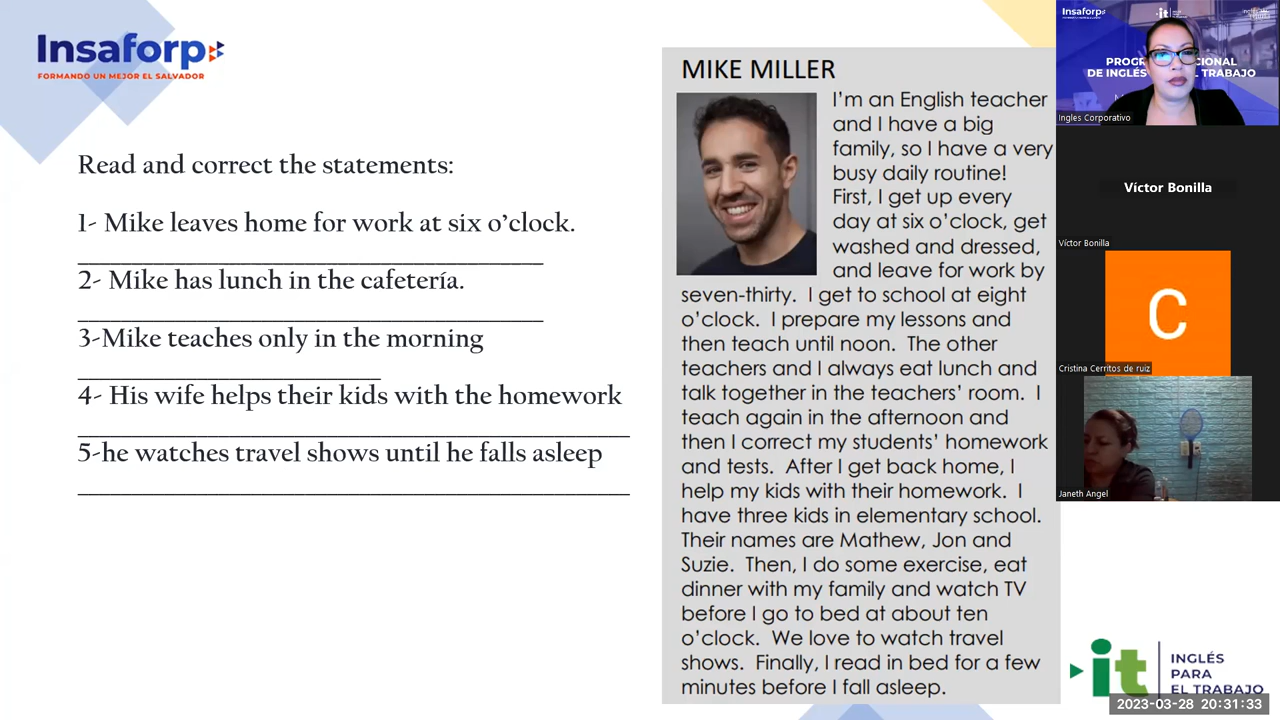 Insaforp
FORMANDO UN MEJOR EL SALVADOR
Read and correct the statements:
1- Mike leaves home for work at six o’clock.
2- Mike has lunch in the cafetería.
3-Mike teaches only in the morning
4- His wife helps their kids with the homework
5-he watches travel shows until he falls asleep
MIKE MILLER
I’m an English teacher
and I have a big
family, so I have a very
busy daily routine!
First, I get up every
day at six o’clock, get
washed and dressed,
and leave for work by
seven-thirty. I get to school at eight
o’clock. I prepare my lessons and
then teach until noon. The other
teachers and I always eat lunch and
talk together in the teachers’ room. I
teach again in the afternoon and
then I correct my students’ homework
and tests. After I get back home, I
help my kids with their homework. I
have three kids in elementary school.
Their names are Mathew, Jon and
Suzie. Then, I do some exercise, eat
dinner with my family and watch TV
before I go to bed at about ten
o’clock. We love to watch travel
shows. Finally, I read in bed for a few
minutes before I fall asleep.
Insaforp
it
PROG CIONAL
DE INGLÉ L TRABAJO
Ingles Corporativo
Víctor Bonilla
Víctor Bonilla
C
Cristina Cerritos de ruiz
Janeth Angel
it
INGLÉS
PARA
EL TRABAJO
2023-03-28 20:31:33